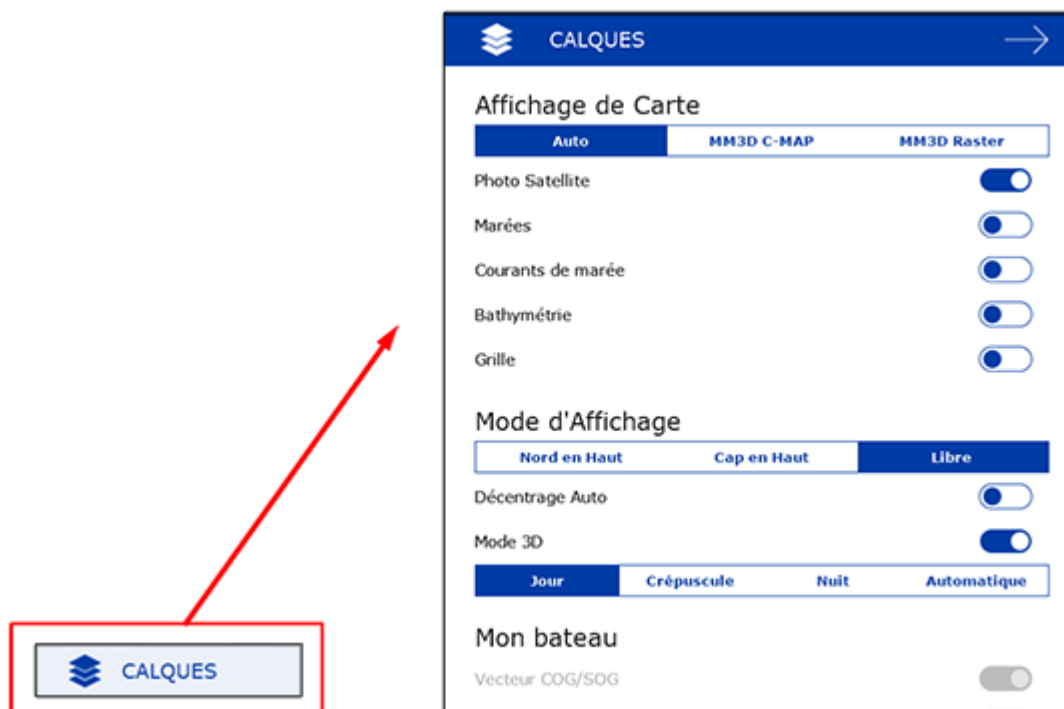 CALQUES
Affichage de Carte
Auto MM3D C-MAP MM3D Raster
Photo Satellite
Marées
Courants de marée
Bathymétrie
Grille
Mode d'Affichage
Nord en Haut Cap en Haut Libre
Décentrage Auto
Mode 3D
Jour Crépuscule Nuit Automatique
Mon bateau
Vecteur COG/SOG
CALQUES